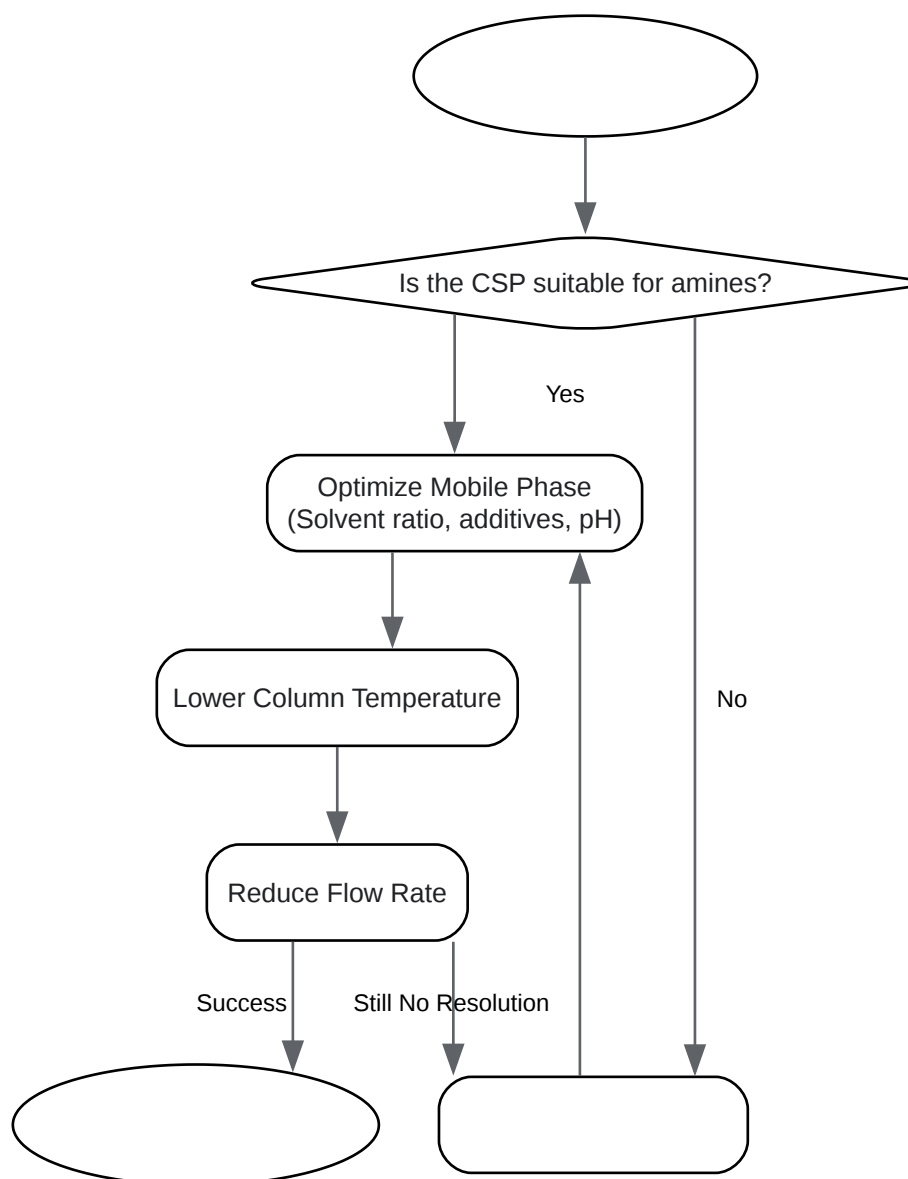 Is the CSP suitable for amines?
Yes
Optimize Mobile Phase
(Solvent ratio, additives, pH)
Lower Column Temperature
No
Reduce Flow Rate
Success
Still No Resolution